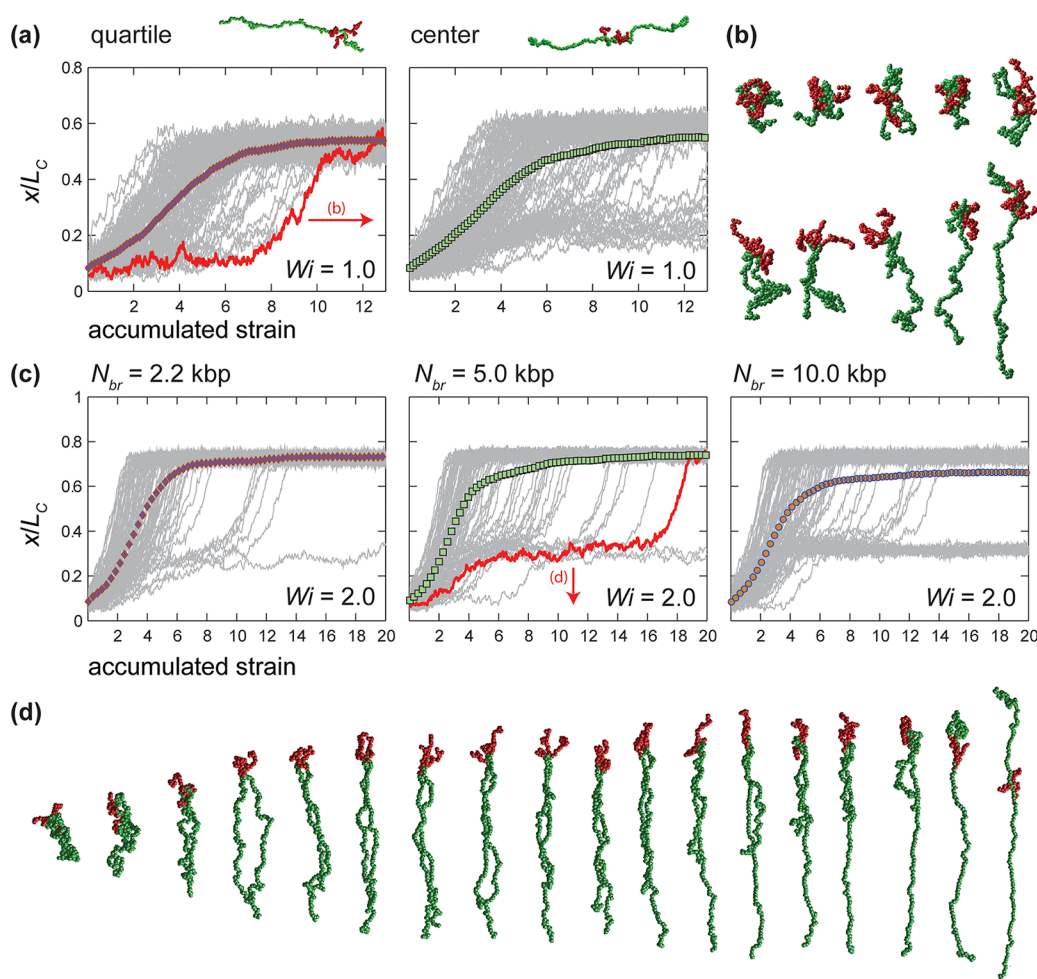 (a) quartile center (b)
0.8
0.6
0.4
0.2
0
x/L_C
(b)
Wi = 1.0 Wi = 1.0
2 4 6 8 10 12 2 4 6 8 10 12
accumulated strain
(c) N_br = 2.2 kbp N_br = 5.0 kbp N_br = 10.0 kbp
1
0.8
0.6
0.4
0.2
0
x/L_C
(d)
Wi = 2.0 Wi = 2.0 Wi = 2.0
2 4 6 8 10 12 14 16 18 20 2 4 6 8 10 12 14 16 18 20 2 4 6 8 10 12 14 16 18 20
accumulated strain
(d)